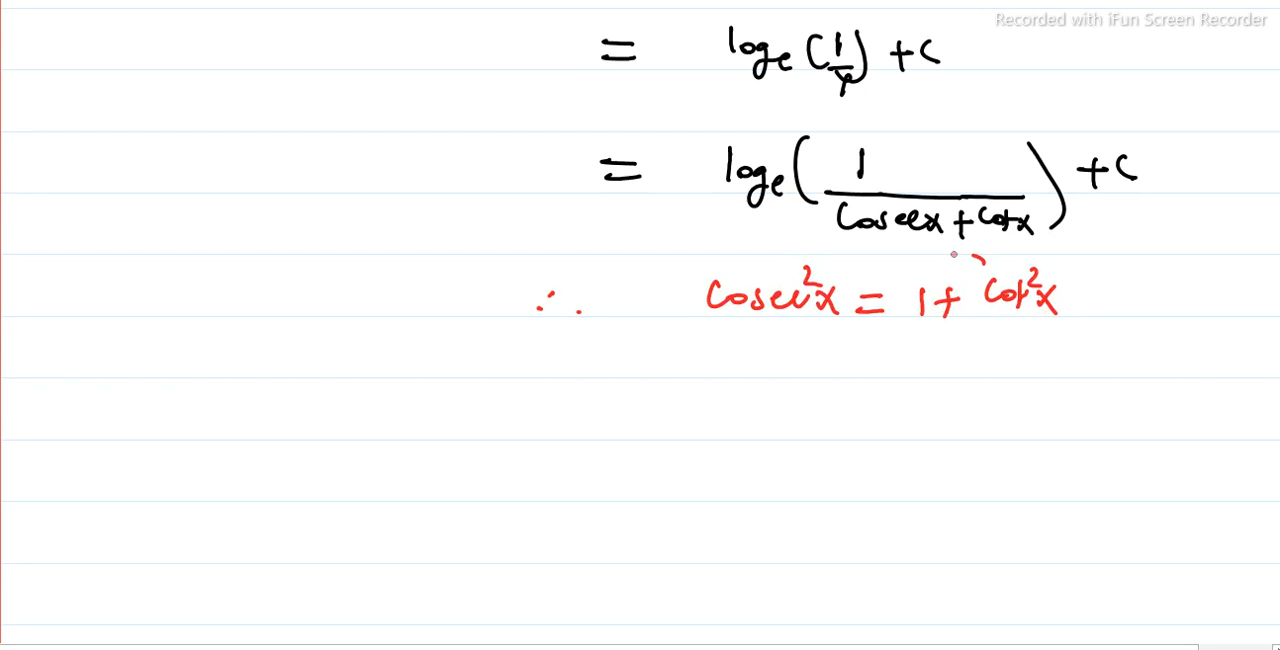 Recorded with iFun Screen Recorder
= logₑ(1/Y) + C
= logₑ(1/(Cosecx + Cotx)) + C
∴ Cosec²x = 1 + Cot²x